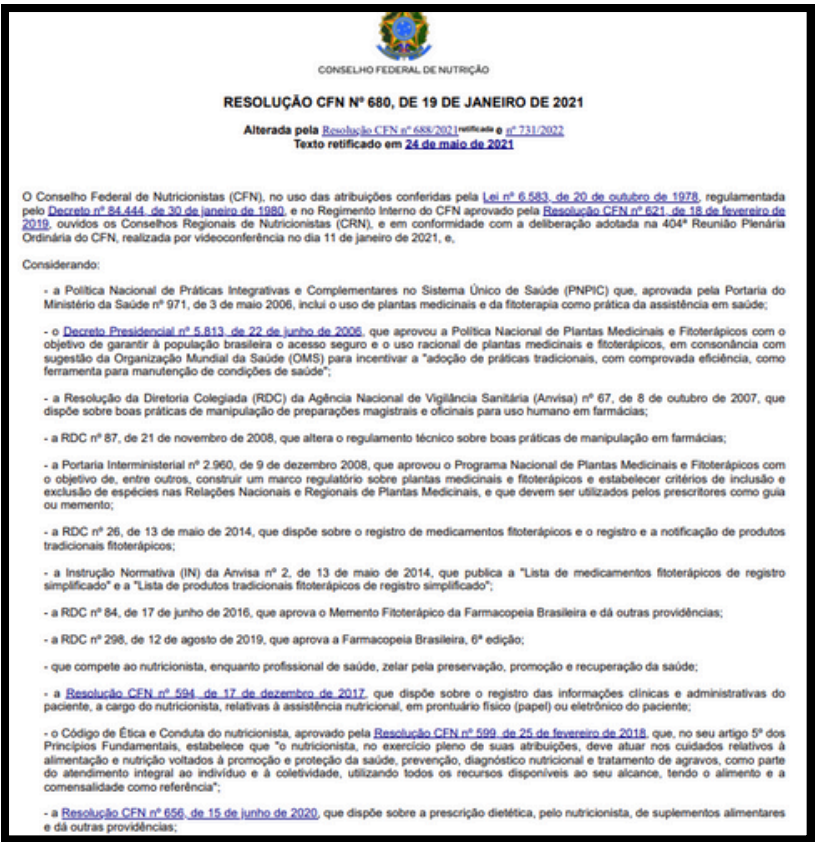 CONSELHO FEDERAL DE NUTRIÇÃO
RESOLUÇÃO CFN Nº 680, DE 19 DE JANEIRO DE 2021
Alterada pela Resolução CFN nº 688/2021retificada e nº 731/2022
Texto retificado em 24 de maio de 2021
O Conselho Federal de Nutricionistas (CFN), no uso das atribuições conferidas pela Lei nº 6.583, de 20 de outubro de 1978, regulamentada
pelo Decreto nº 84.444, de 30 de janeiro de 1980, e no Regimento Interno do CFN aprovado pela Resolução CFN nº 621, de 18 de fevereiro de
2019, ouvidos os Conselhos Regionais de Nutricionistas (CRN), e em conformidade com a deliberação adotada na 404ª Reunião Plenária
Ordinária do CFN, realizada por videoconferência no dia 11 de janeiro de 2021, e,
Considerando:
- a Política Nacional de Práticas Integrativas e Complementares no Sistema Único de Saúde (PNPIC) que, aprovada pela Portaria do
Ministério da Saúde nº 971, de 3 de maio 2006, inclui o uso de plantas medicinais e da fitoterapia como prática da assistência em saúde;
- o Decreto Presidencial nº 5.813, de 22 de junho de 2006, que aprovou a Política Nacional de Plantas Medicinais e Fitoterápicos com o
objetivo de garantir à população brasileira o acesso seguro e o uso racional de plantas medicinais e fitoterápicos, em consonância com
sugestão da Organização Mundial da Saúde (OMS) para incentivar a "adoção de práticas tradicionais, com comprovada eficiência, como
ferramenta para manutenção de condições de saúde";
- a Resolução da Diretoria Colegiada (RDC) da Agência Nacional de Vigilância Sanitária (Anvisa) nº 67, de 8 de outubro de 2007, que
dispõe sobre boas práticas de manipulação de preparações magistrais e oficinais para uso humano em farmácias;
- a RDC nº 87, de 21 de novembro de 2008, que altera o regulamento técnico sobre boas práticas de manipulação em farmácias;
- a Portaria Interministerial nº 2.960, de 9 de dezembro 2008, que aprovou o Programa Nacional de Plantas Medicinais e Fitoterápicos com
o objetivo de, entre outros, construir um marco regulatório sobre plantas medicinais e fitoterápicos e estabelecer critérios de inclusão e
exclusão de espécies nas Relações Nacionais e Regionais de Plantas Medicinais, e que devem ser utilizados pelos prescritores como guia
ou memento;
- a RDC nº 26, de 13 de maio de 2014, que dispõe sobre o registro de medicamentos fitoterápicos e o registro e a notificação de produtos
tradicionais fitoterápicos;
- a Instrução Normativa (IN) da Anvisa nº 2, de 13 de maio de 2014, que publica a "Lista de medicamentos fitoterápicos de registro
simplificado" e a "Lista de produtos tradicionais fitoterápicos de registro simplificado";
- a RDC nº 84, de 17 de junho de 2016, que aprova o Memento Fitoterápico da Farmacopeia Brasileira e dá outras providências;
- a RDC nº 298, de 12 de agosto de 2019, que aprova a Farmacopeia Brasileira, 6ª edição;
- que compete ao nutricionista, enquanto profissional de saúde, zelar pela preservação, promoção e recuperação da saúde;
- a Resolução CFN nº 594, de 17 de dezembro de 2017, que dispõe sobre o registro das informações clínicas e administrativas do
paciente, a cargo do nutricionista, relativas à assistência nutricional, em prontuário físico (papel) ou eletrônico do paciente;
- o Código de Ética e Conduta do nutricionista, aprovado pela Resolução CFN nº 599, de 25 de fevereiro de 2018, que, no seu artigo 5º dos
Princípios Fundamentais, estabelece que "o nutricionista, no exercício pleno de suas atribuições, deve atuar nos cuidados relativos à
alimentação e nutrição voltados à promoção e proteção da saúde, prevenção, diagnóstico nutricional e tratamento de agravos, como parte
do atendimento integral ao indivíduo e à coletividade, utilizando todos os recursos disponíveis ao seu alcance, tendo o alimento e a
comensalidade como referência";
- a Resolução CFN nº 656, de 15 de junho de 2020, que dispõe sobre a prescrição dietética, pelo nutricionista, de suplementos alimentares
e dá outras providências;